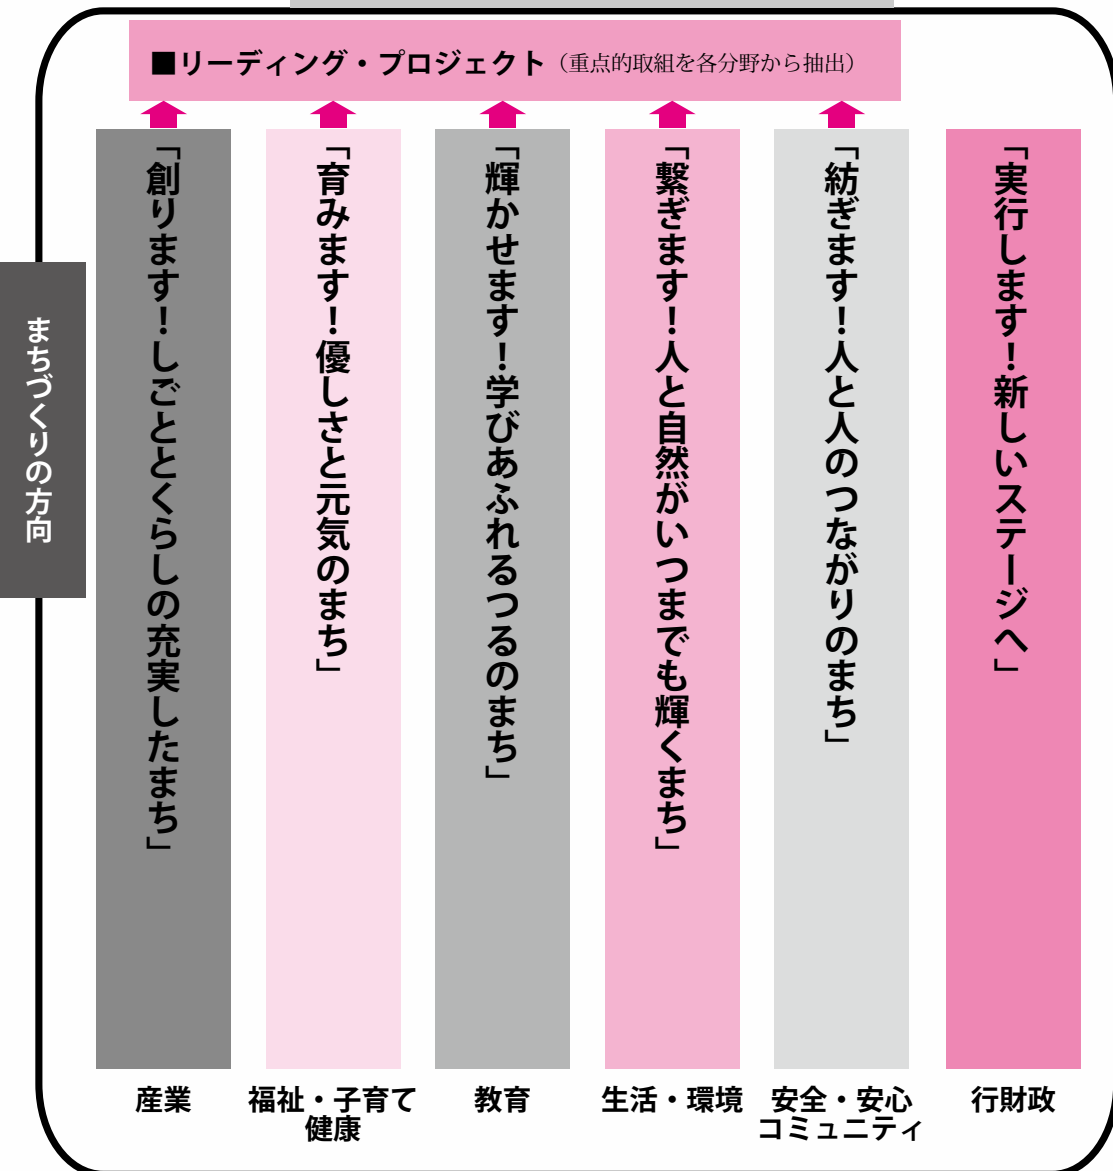 ■リーディング・プロジェクト（重点的取組を各分野から抽出）
まちづくりの方向
「創ります！しごととくらしの充実したまち」
「育みます！優しさと元気のまち」
「輝かせます！学びあふれるつるのまち」
「繋ぎます！人と自然がいつまでも輝くまち」
「紡ぎます！人と人のつながりのまち」
「実行します！新しいステージへ」
産業
福祉・子育て
健康
教育
生活・環境
安全・安心
コミュニティ
行財政